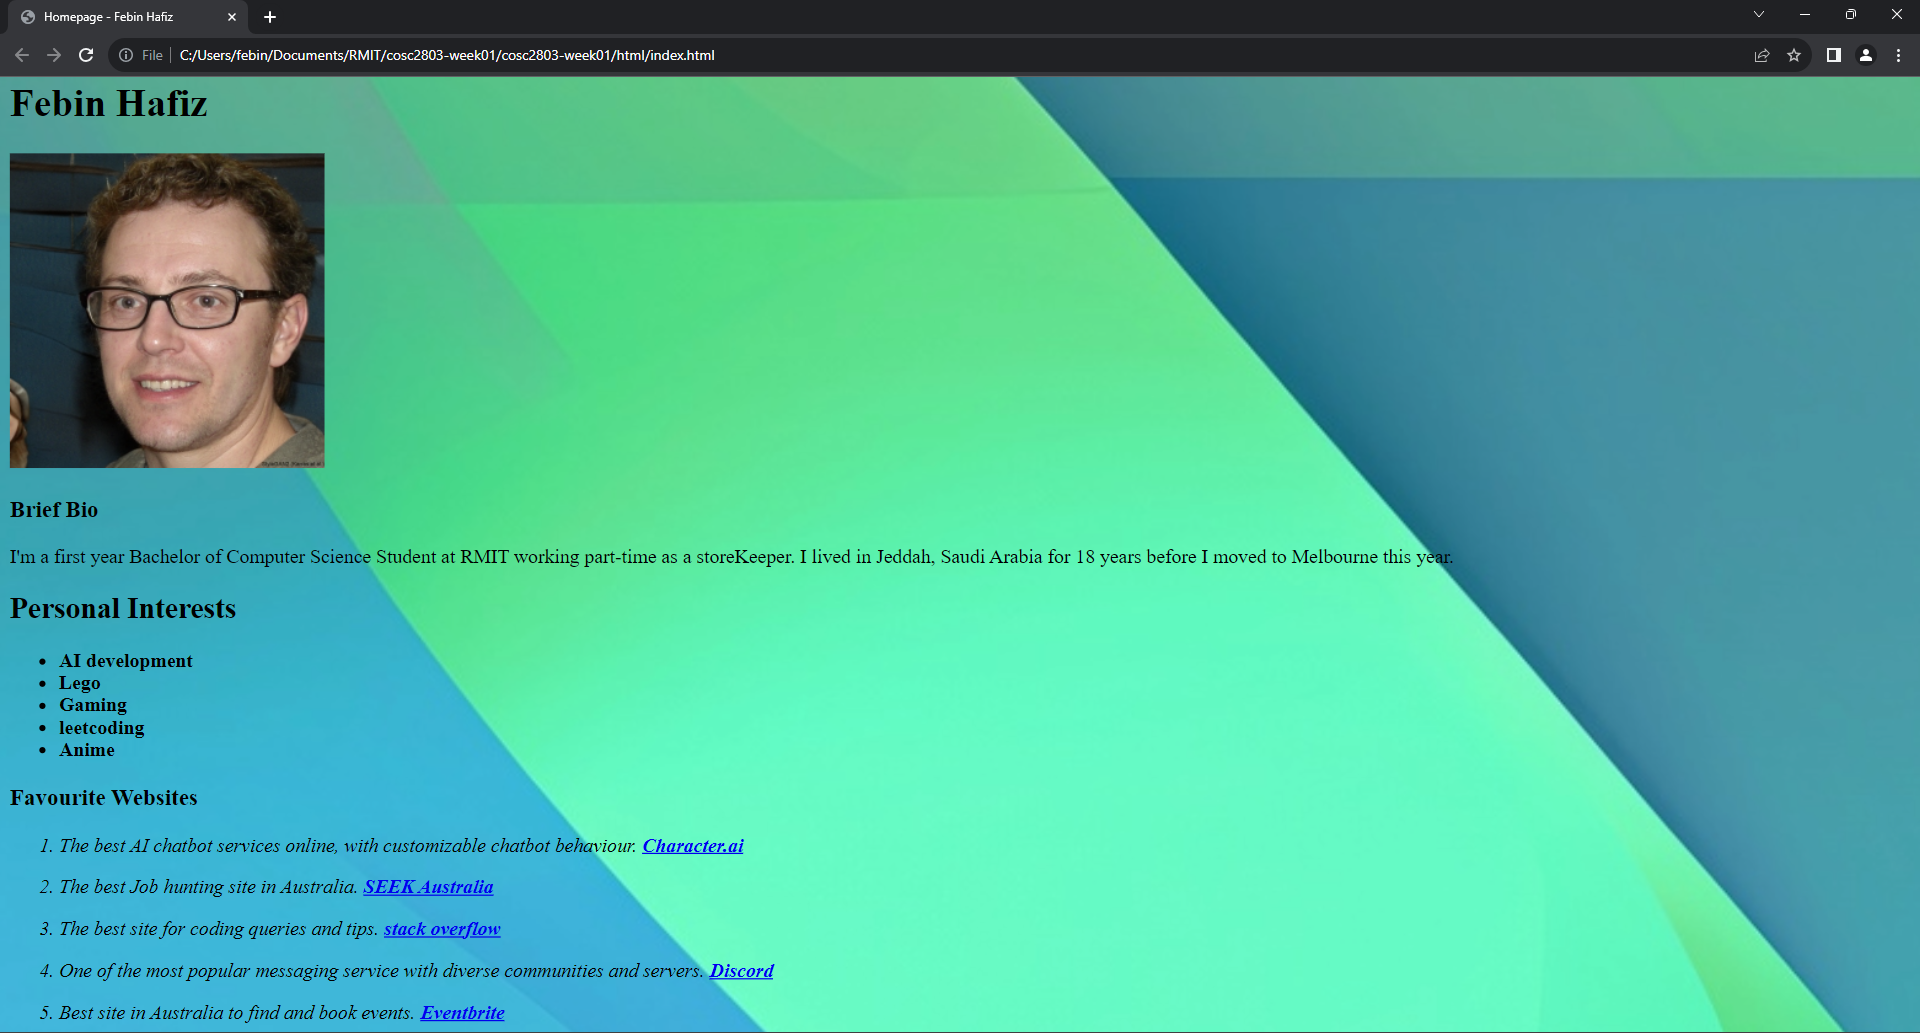 Homepage - Febin Hafiz
File
C:/Users/febin/Documents/RMIT/cosc2803-week01/cosc2803-week01/html/index.html
Febin Hafiz
Brief Bio
I'm a first year Bachelor of Computer Science Student at RMIT working part-time as a storeKeeper. I lived in Jeddah, Saudi Arabia for 18 years before I moved to Melbourne this year.
Personal Interests
• AI development
• Lego
• Gaming
• leetcoding
• Anime
Favourite Websites
1. The best AI chatbot services online, with customizable chatbot behaviour. Character.ai
2. The best Job hunting site in Australia. SEEK Australia
3. The best site for coding queries and tips. stack overflow
4. One of the most popular messaging service with diverse communities and servers. Discord
5. Best site in Australia to find and book events. Eventbrite